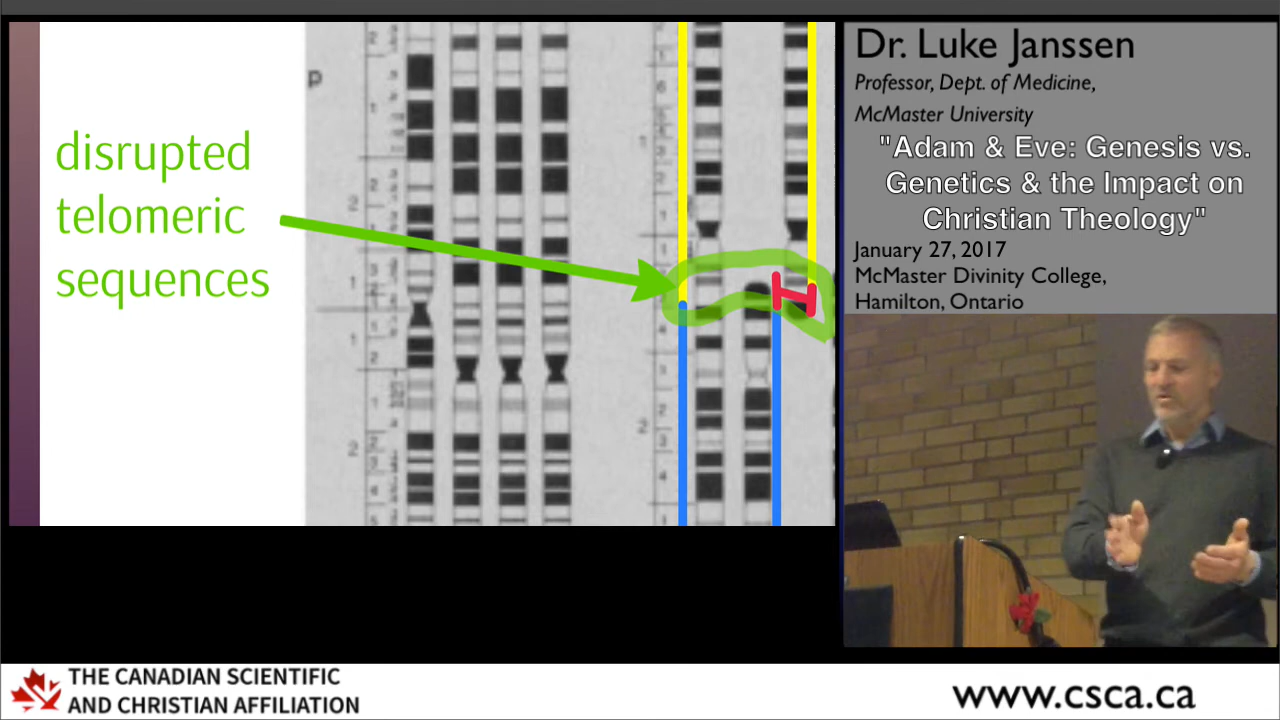 disrupted
telomeric
sequences
p
Dr. Luke Janssen
Professor, Dept. of Medicine,
McMaster University
"Adam & Eve: Genesis vs.
Genetics & the Impact on
Christian Theology"
January 27, 2017
McMaster Divinity College,
Hamilton, Ontario
THE CANADIAN SCIENTIFIC
AND CHRISTIAN AFFILIATION
www.csca.ca